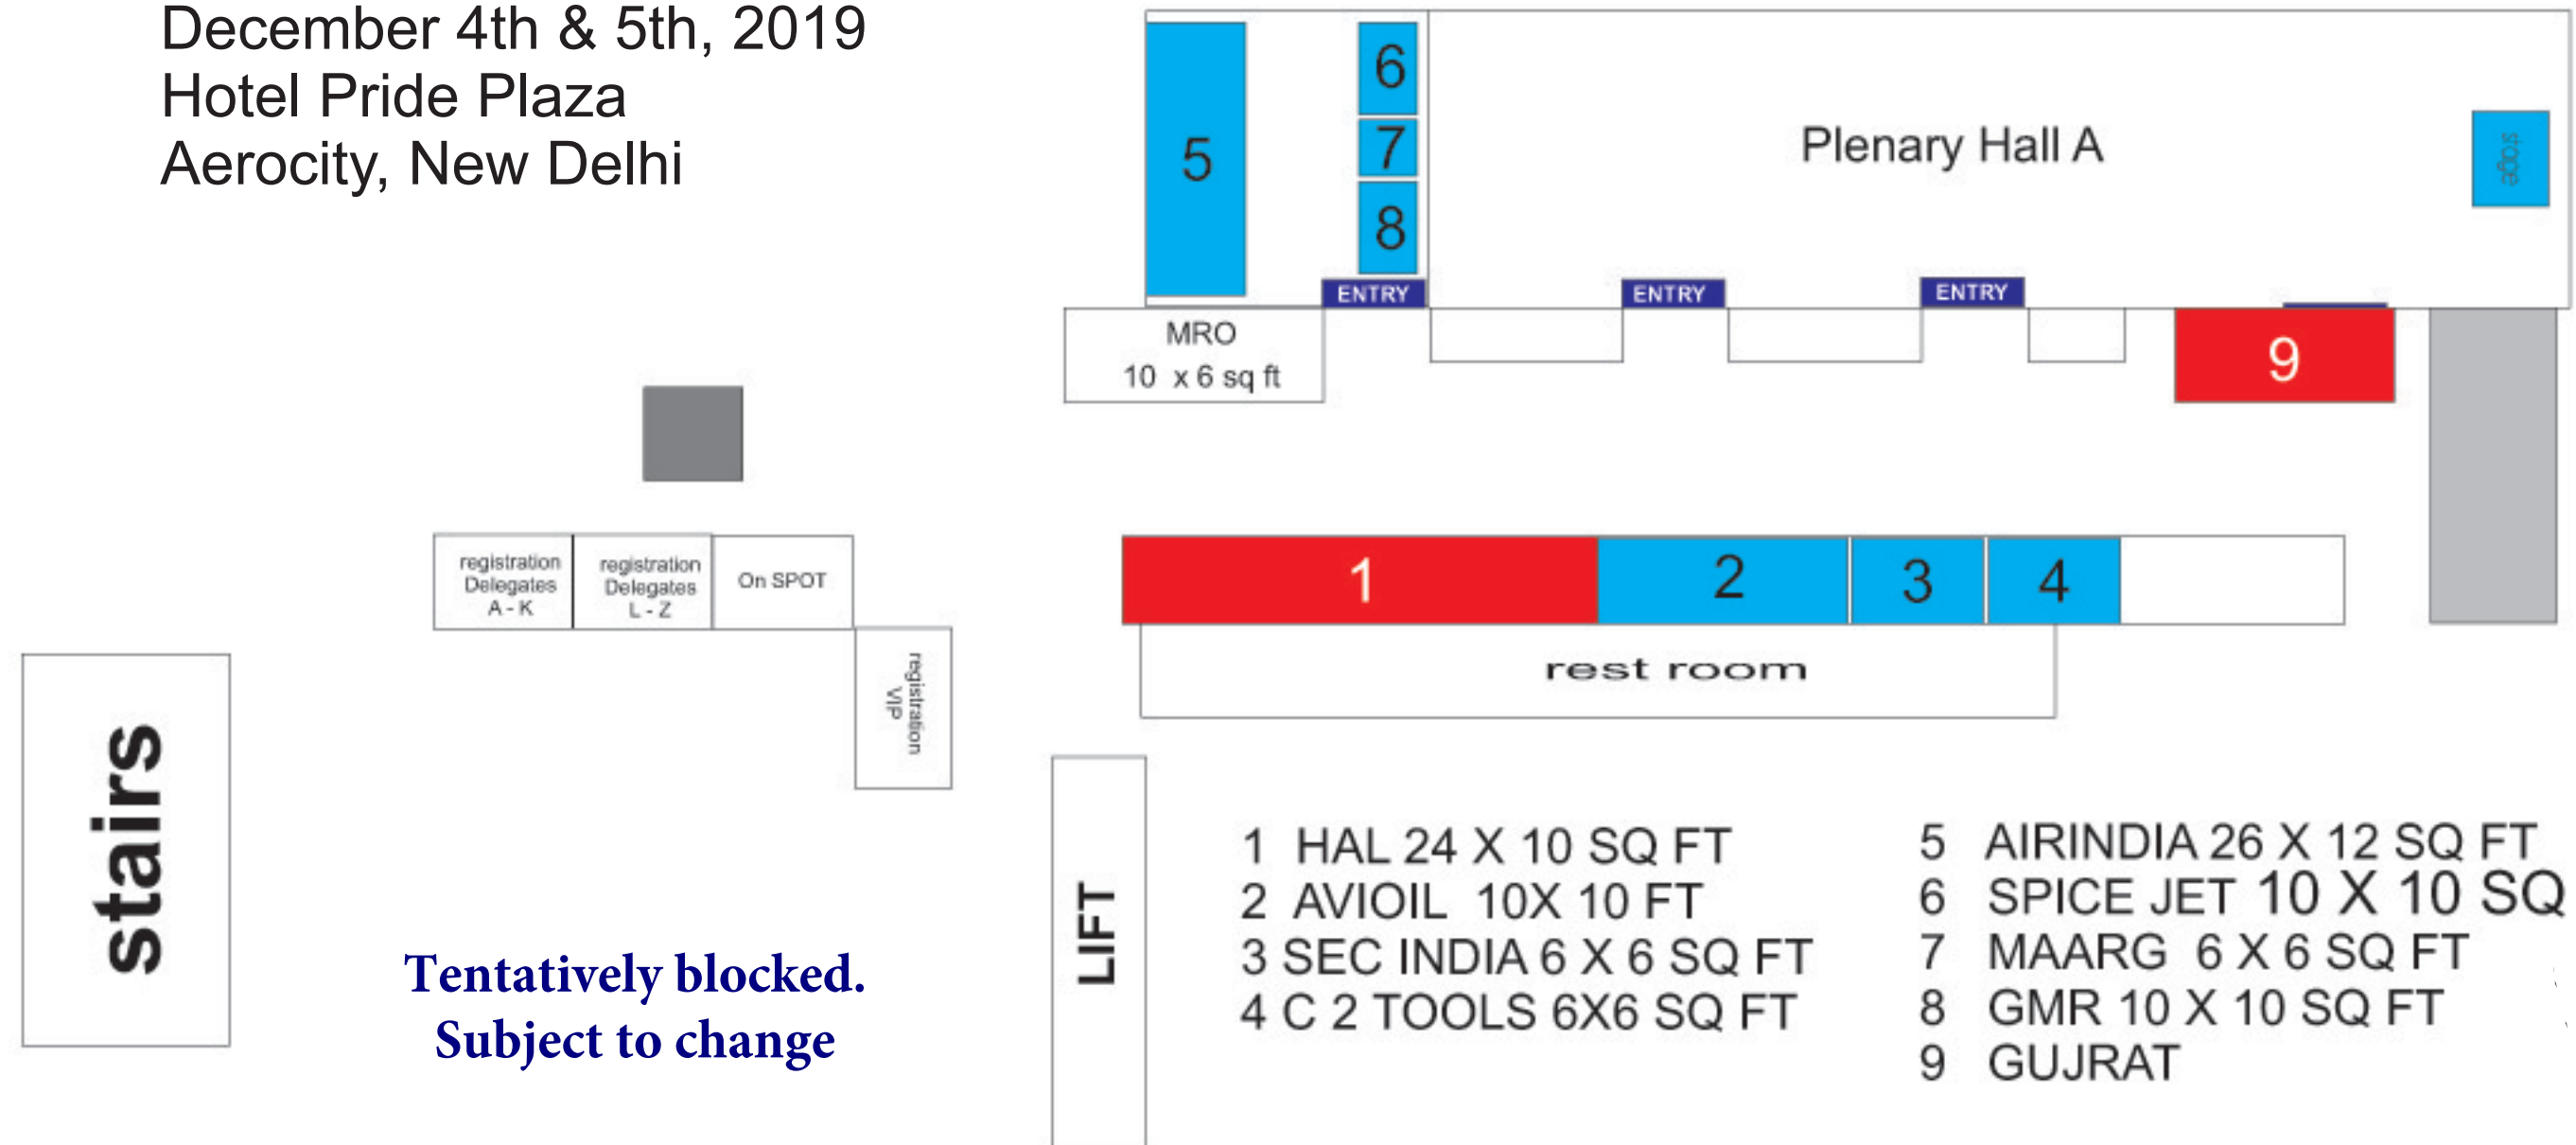 December 4th & 5th, 2019
Hotel Pride Plaza
Aerocity, New Delhi
5
6
7
8
Plenary Hall A
stage
ENTRY
ENTRY
ENTRY
MRO
10 x 6 sq ft
9
registration
Delegates
A - K
registration
Delegates
L - Z
On SPOT
registration
VIP
1
2
3
4
rest room
stairs
LIFT
Tentatively blocked.
Subject to change
1 HAL 24 X 10 SQ FT
2 AVIOIL 10X 10 FT
3 SEC INDIA 6 X 6 SQ FT
4 C 2 TOOLS 6X6 SQ FT
5 AIRINDIA 26 X 12 SQ FT
6 SPICE JET 10 X 10 SQ
7 MAARG 6 X 6 SQ FT
8 GMR 10 X 10 SQ FT
9 GUJRAT